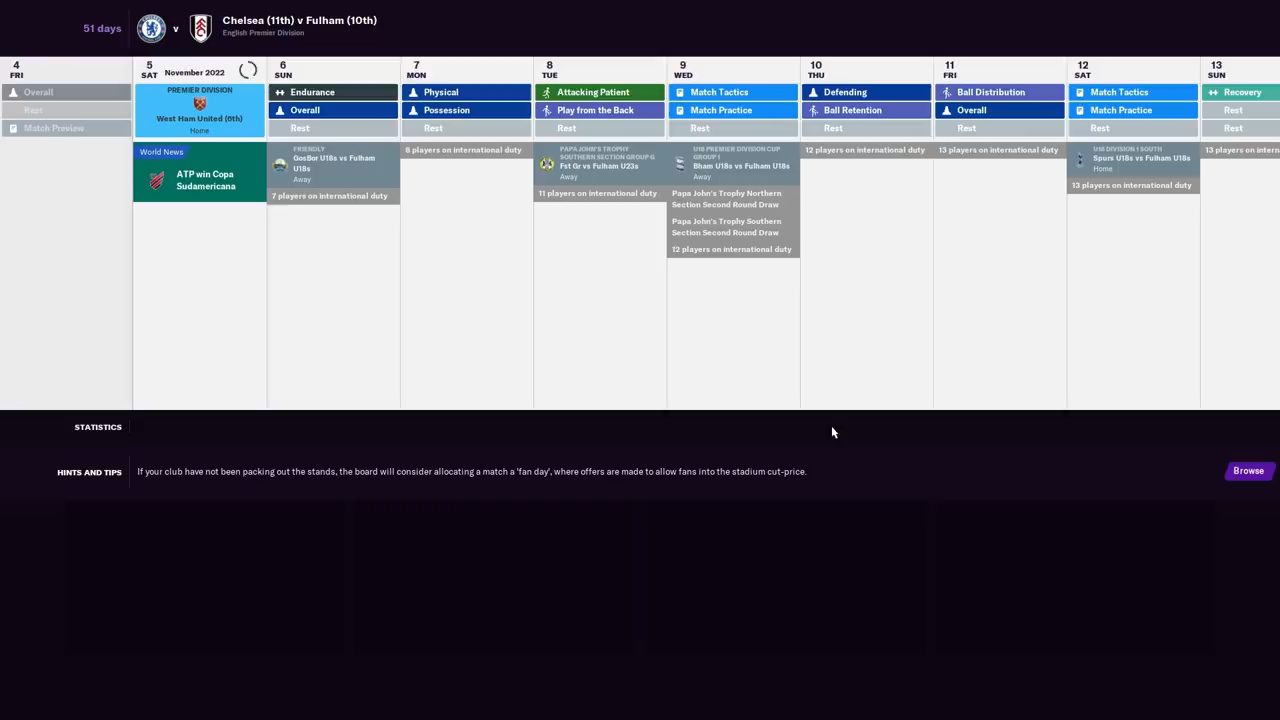 51 days
v
Chelsea (11th) v Fulham (10th)
English Premier Division
4
FRI
Overall
Rest
Match Preview
5
SAT
November 2022
PREMIER DIVISION
West Ham United (6th)
Home
World News
ATP win Copa
Sudamericana
6
SUN
Endurance
Overall
Rest
FRIENDLY
GosBor U18s vs Fulham
U18s
Away
7 players on international duty
7
MON
Physical
Possession
Rest
8 players on international duty
8
TUE
Attacking Patient
Play from the Back
Rest
PAPA JOHN'S TROPHY
SOUTHERN SECTION GROUP G
Fst Gr vs Fulham U23s
Away
11 players on international duty
9
WED
Match Tactics
Match Practice
Rest
U18 PREMIER DIVISION CUP
GROUP 1
Bham U18s vs Fulham U18s
Away
Papa John's Trophy Northern
Section Second Round Draw
Papa John's Trophy Southern
Section Second Round Draw
12 players on international duty
10
THU
Defending
Ball Retention
Rest
12 players on international duty
11
FRI
Ball Distribution
Overall
Rest
13 players on international duty
12
SAT
Match Tactics
Match Practice
Rest
U18 DIVISION 1 SOUTH
Spurs U18s vs Fulham U18s
Home
13 players on international duty
13
SUN
Recovery
Rest
Rest
13 players on intern
STATISTICS
HINTS AND TIPS
If your club have not been packing out the stands, the board will consider allocating a match a 'fan day', where offers are made to allow fans into the stadium cut-price.
Browse